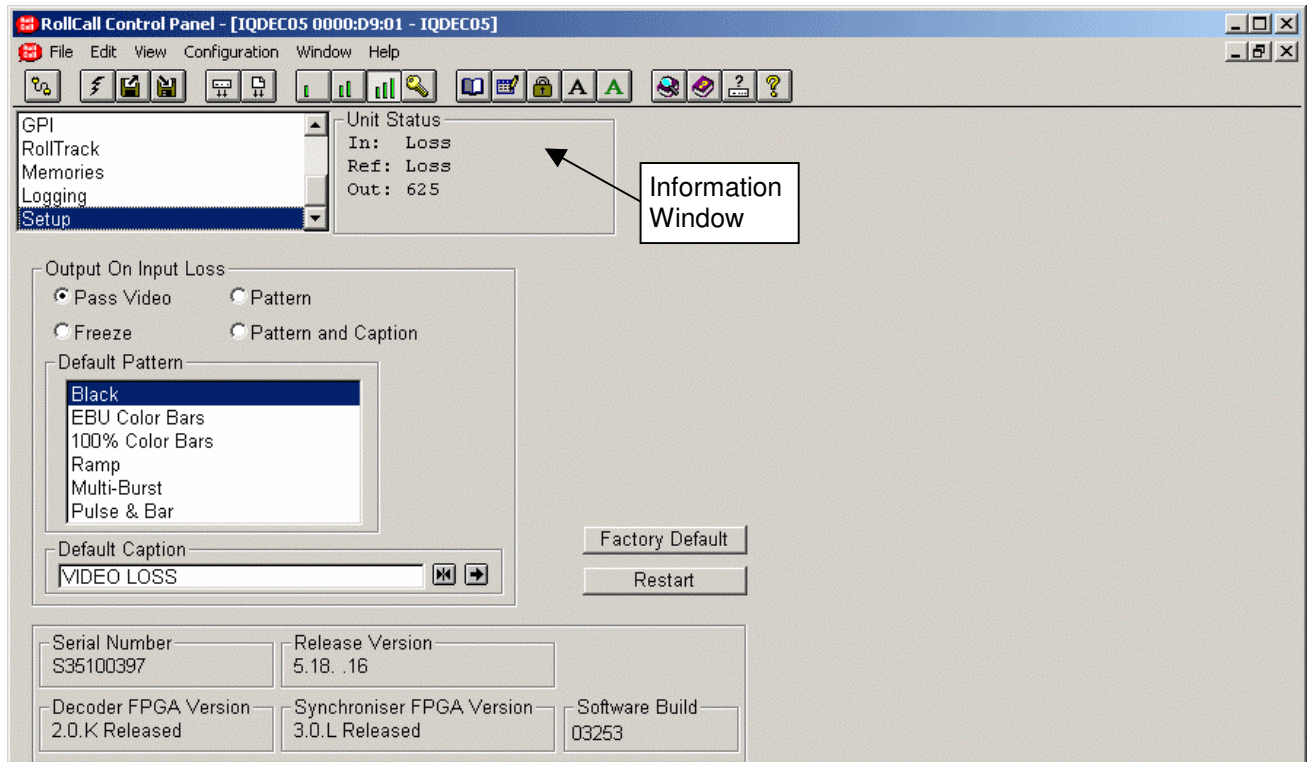 RollCall Control Panel - [IQDEC05 0000:D9:01 - IQDEC05]
File Edit View Configuration Window Help
GPI
RollTrack
Memories
Logging
Setup
Unit Status
In: Loss
Ref: Loss
Out: 625
Information
Window
Output On Input Loss
Pass Video
Pattern
Freeze
Pattern and Caption
Default Pattern
Black
EBU Color Bars
100% Color Bars
Ramp
Multi-Burst
Pulse & Bar
Default Caption
VIDEO LOSS
Factory Default
Restart
Serial Number
S35100397
Release Version
5.18. .16
Decoder FPGA Version
2.0.K Released
Synchroniser FPGA Version
3.0.L Released
Software Build
03253